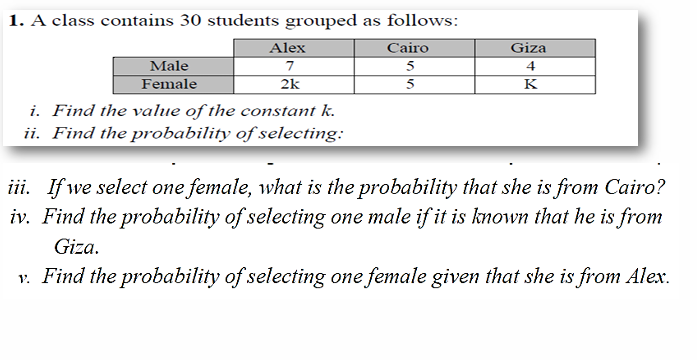 1. A class contains 30 students grouped as follows:
Alex Cairo Giza
Male 7 5 4
Female 2k 5 K
i. Find the value of the constant k.
ii. Find the probability of selecting:
iii. If we select one female, what is the probability that she is from Cairo?
iv. Find the probability of selecting one male if it is known that he is from
Giza.
v. Find the probability of selecting one female given that she is from Alex.